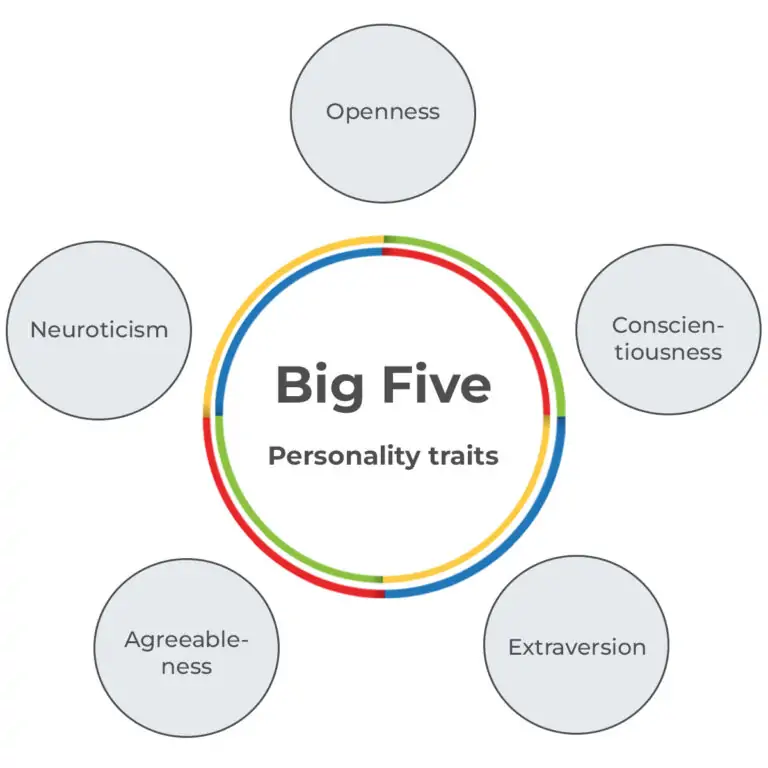 Openness
Neuroticism
Conscien-
tiousness
Big Five
Personality traits
Agreeable-
ness
Extraversion